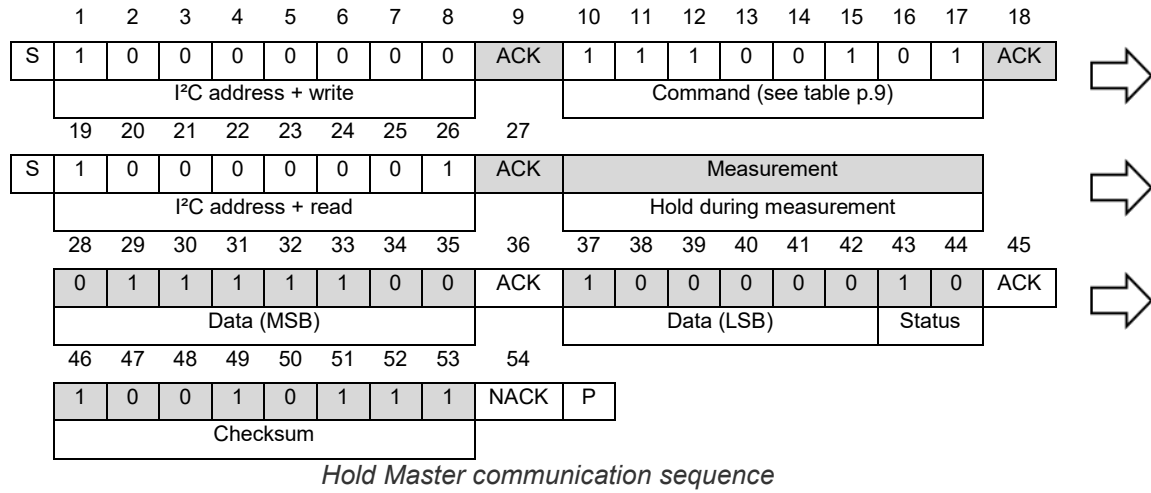 1 2 3 4 5 6 7 8 9 10 11 12 13 14 15 16 17 18
S 1 0 0 0 0 0 0 0 ACK 1 1 1 0 0 1 0 1 ACK
I²C address + write Command (see table p.9)
19 20 21 22 23 24 25 26 27
S 1 0 0 0 0 0 0 1 ACK Measurement
I²C address + read Hold during measurement
28 29 30 31 32 33 34 35 36 37 38 39 40 41 42 43 44 45
0 1 1 1 1 1 0 0 ACK 1 0 0 0 0 0 1 0 ACK
Data (MSB) Data (LSB) Status
46 47 48 49 50 51 52 53 54
1 0 0 1 0 1 1 1 NACK P
Checksum
Hold Master communication sequence